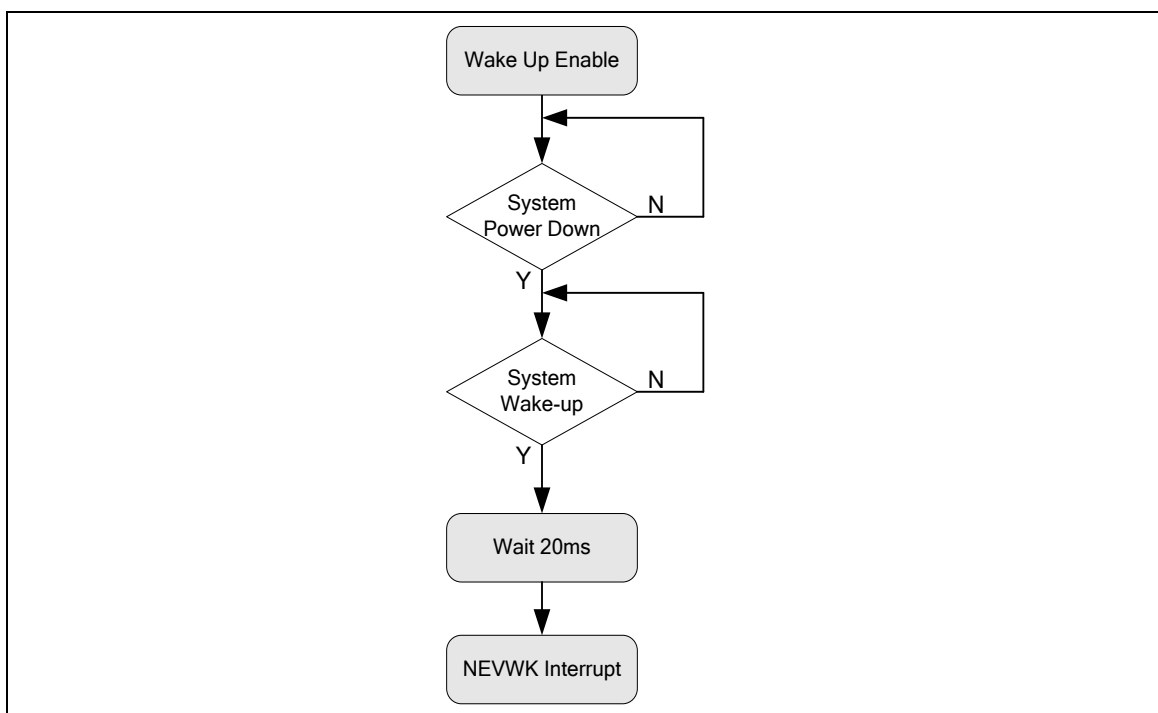 Wake Up Enable
System
Power Down
N
Y
System
Wake-up
N
Y
Wait 20ms
NEVWK Interrupt